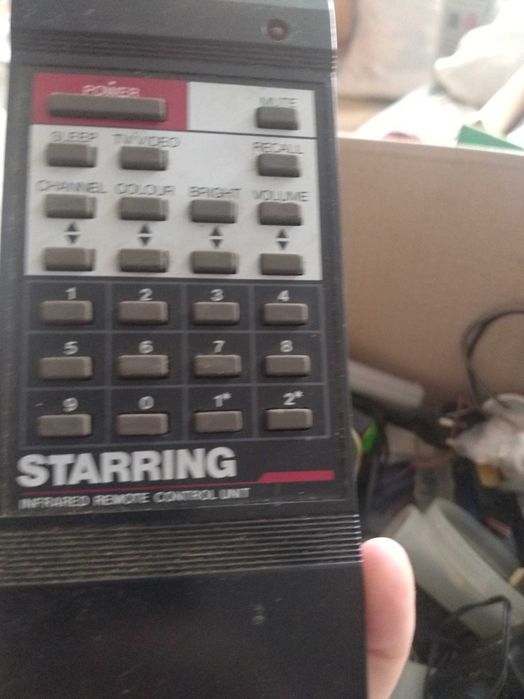 POWER
MUTE
SLEEP TV/VIDEO RECALL
CHANNEL COLOUR BRIGHT VOLUME
1 2 3 4
5 6 7 8
9 0 1* 2*
STARRING
INFRARED REMOTE CONTROL UNIT